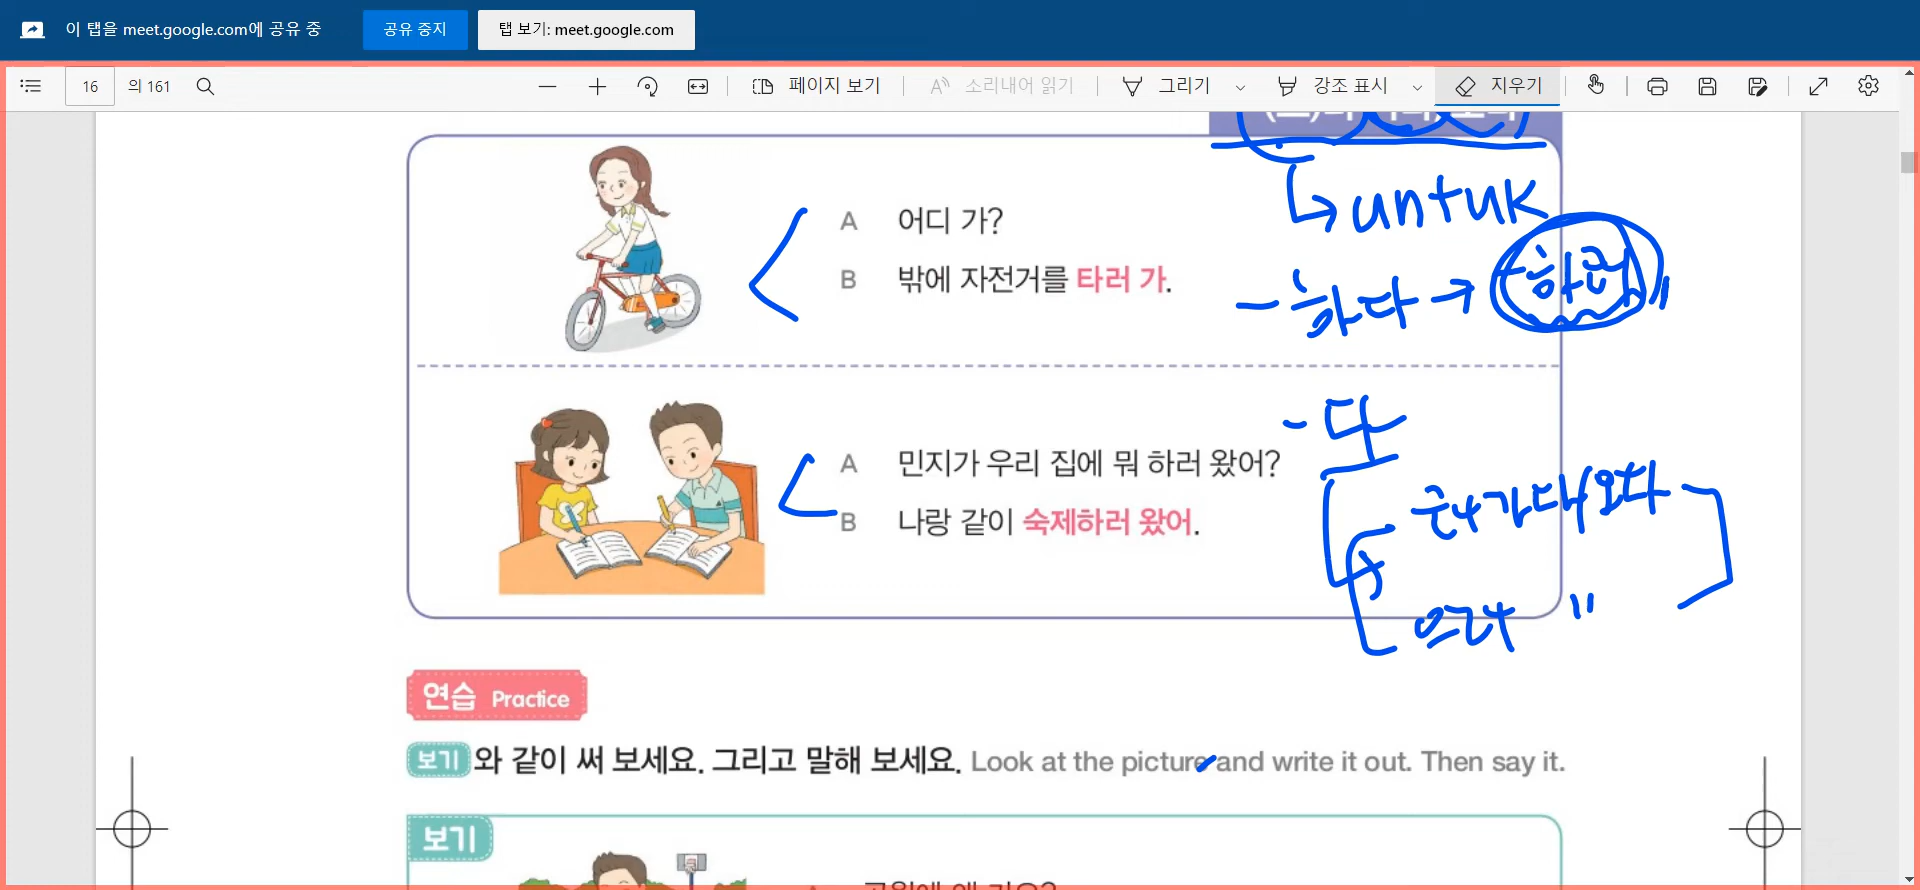 이 탭을 meet.google.com에 공유 중
공유 중지
탭 보기: meet.google.com
16 의 161
페이지 보기
소리내어 읽기
그리기
강조 표시
지우기
untuk
A 어디 가?
B 밖에 자전거를 타러 가.
-하다 → -하러
-다
A 민지가 우리 집에 뭐 하러 왔어?
B 나랑 같이 숙제하러 왔어.
으러 "
연습 Practice
보기 와 같이 써 보세요. 그리고 말해 보세요. Look at the picture and write it out. Then say it.
보기